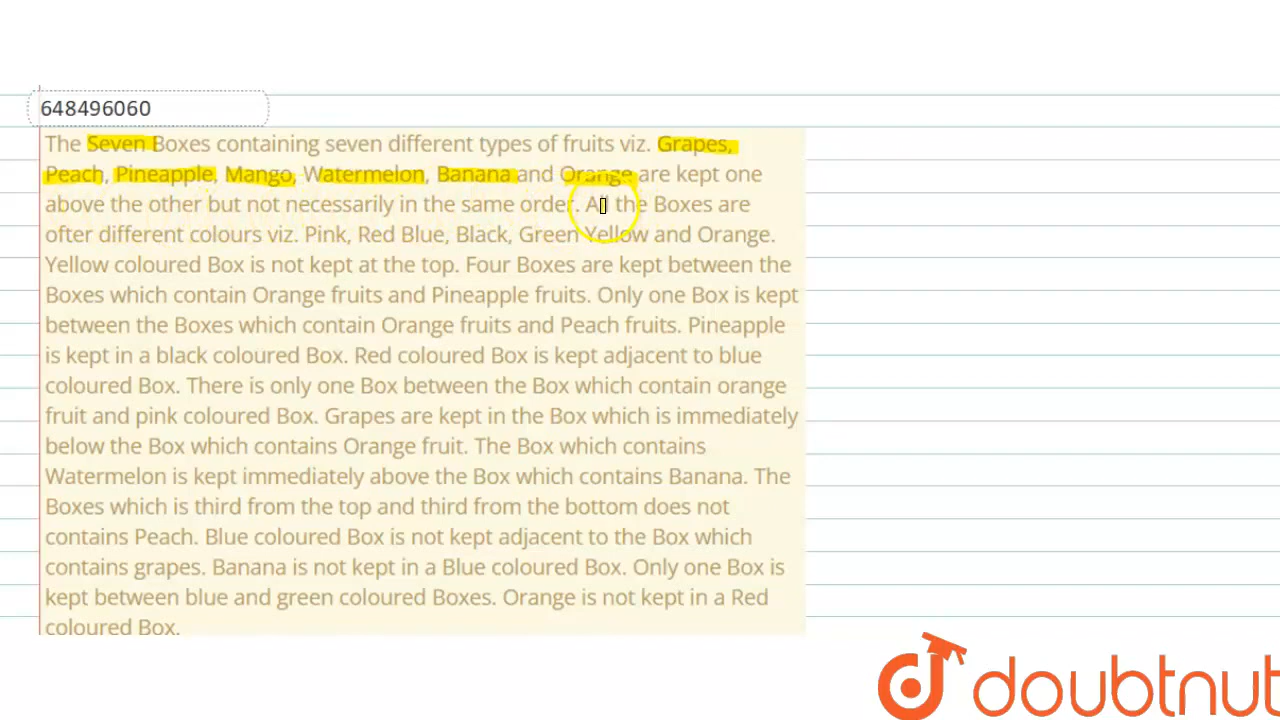 648496060
The Seven Boxes containing seven different types of fruits viz. Grapes,
Peach, Pineapple, Mango, Watermelon, Banana and Orange are kept one
above the other but not necessarily in the same order. All the Boxes are
ofter different colours viz. Pink, Red Blue, Black, Green Yellow and Orange.
Yellow coloured Box is not kept at the top. Four Boxes are kept between the
Boxes which contain Orange fruits and Pineapple fruits. Only one Box is kept
between the Boxes which contain Orange fruits and Peach fruits. Pineapple
is kept in a black coloured Box. Red coloured Box is kept adjacent to blue
coloured Box. There is only one Box between the Box which contain orange
fruit and pink coloured Box. Grapes are kept in the Box which is immediately
below the Box which contains Orange fruit. The Box which contains
Watermelon is kept immediately above the Box which contains Banana. The
Boxes which is third from the top and third from the bottom does not
contains Peach. Blue coloured Box is not kept adjacent to the Box which
contains grapes. Banana is not kept in a Blue coloured Box. Only one Box is
kept between blue and green coloured Boxes. Orange is not kept in a Red
coloured Box.
doubtnut